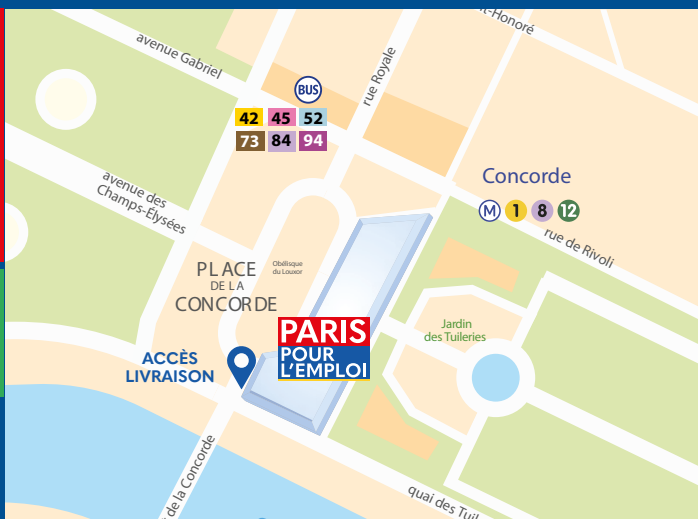 t-Honoré
avenue Gabriel
rue Royale
BUS
42 45 52
73 84 94
avenue des
Champs-Élysées
Concorde
M 1 8 12
rue de Rivoli
PLACE
DE LA
CONCORDE
Obélisque
du Louxor
PARIS
POUR
L'EMPLOI
Jardin
des Tuileries
ACCÈS
LIVRAISON
de la Concorde
quai des Tuil